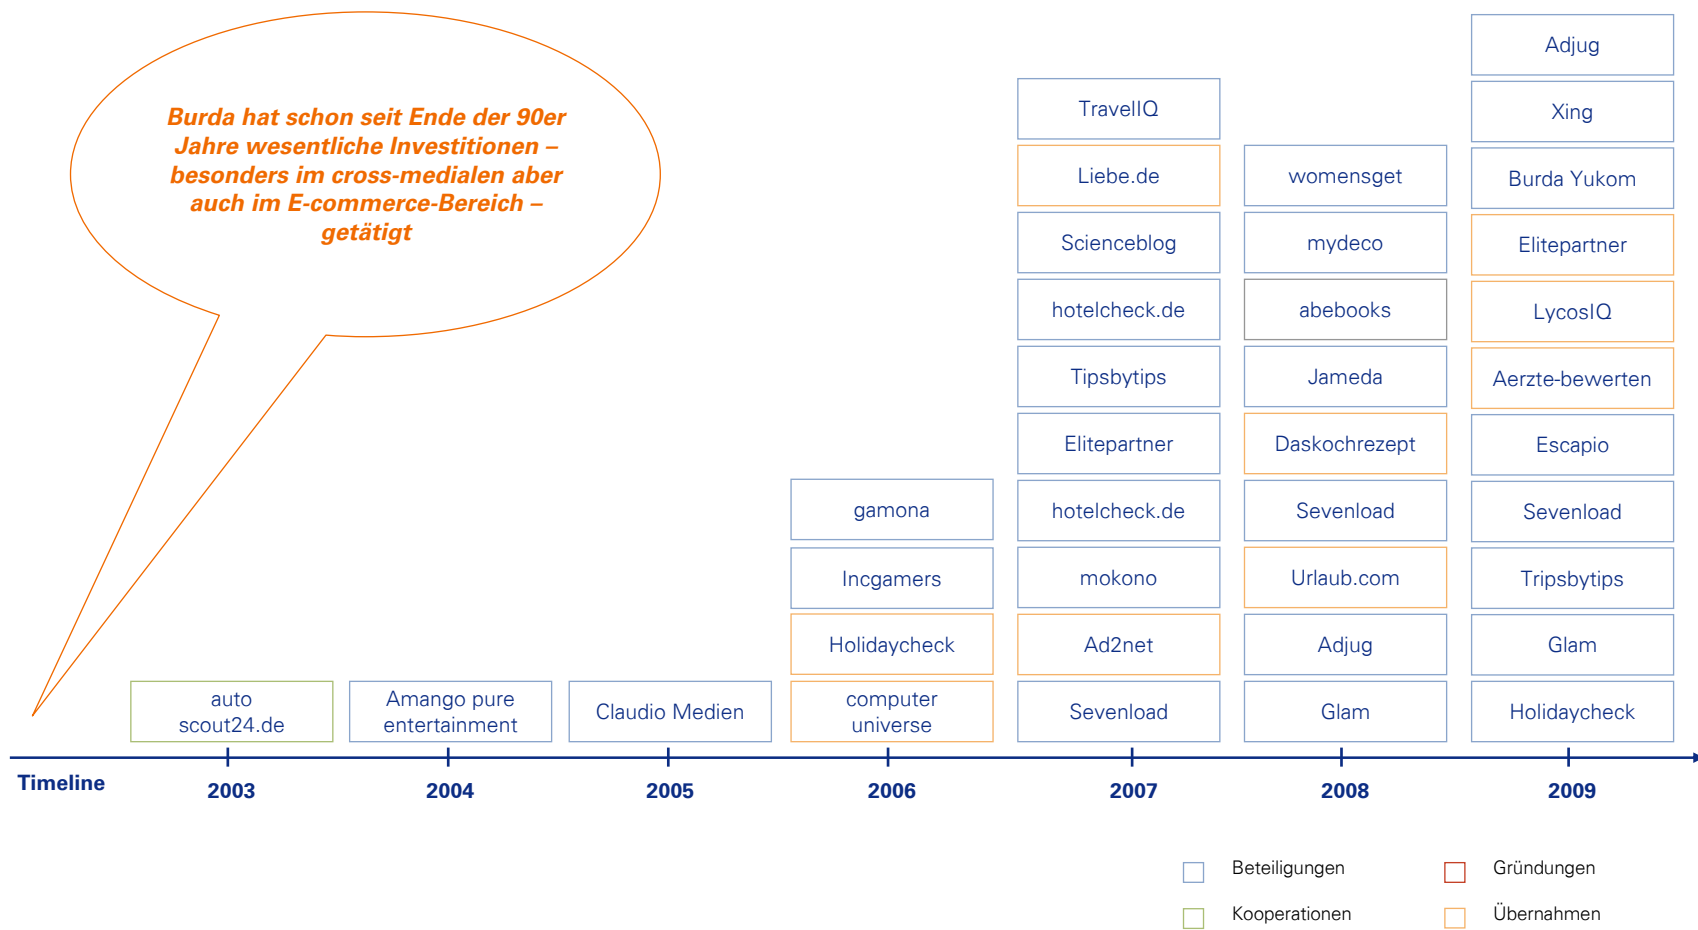 Burda hat schon seit Ende der 90er
Jahre wesentliche Investitionen –
besonders im cross-medialen aber
auch im E-commerce-Bereich –
getätigt
auto
scout24.de
Amango pure
entertainment
Claudio Medien
gamona
Incgamers
Holidaycheck
computer
universe
TravelIQ
Liebe.de
Scienceblog
hotelcheck.de
Tipsbytips
Elitepartner
hotelcheck.de
mokono
Ad2net
Sevenload
womensget
mydeco
abebooks
Jameda
Daskochrezept
Sevenload
Urlaub.com
Adjug
Glam
Adjug
Xing
Burda Yukom
Elitepartner
LycosIQ
Aerzte-bewerten
Escapio
Sevenload
Tripsbytips
Glam
Holidaycheck
Timeline
2003
2004
2005
2006
2007
2008
2009
Beteiligungen
Gründungen
Kooperationen
Übernahmen